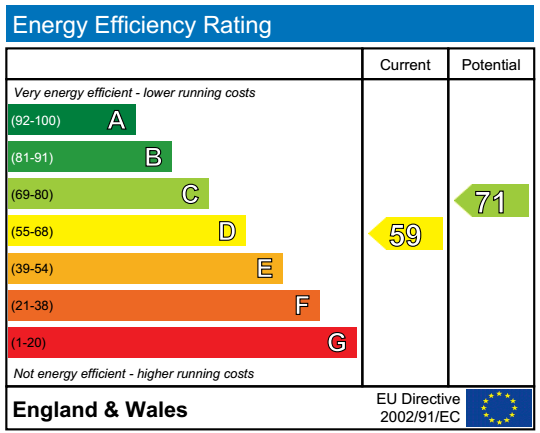 Energy Efficiency Rating
Current Potential
Very energy efficient - lower running costs
(92-100) A
(81-91) B
(69-80) C
71
(55-68) D
59
(39-54) E
(21-38) F
(1-20) G
Not energy efficient - higher running costs
England & Wales
EU Directive
2002/91/EC